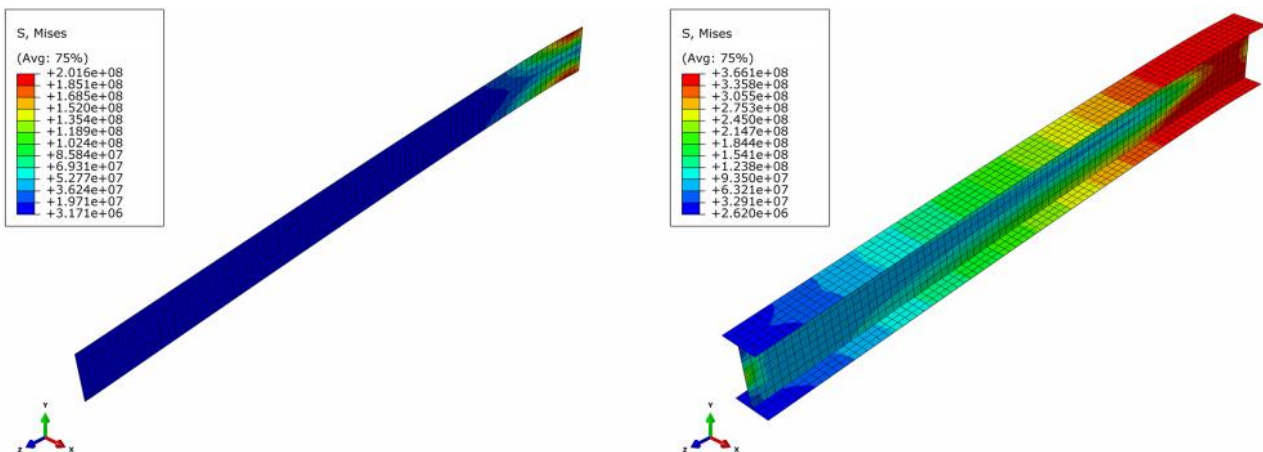 S, Mises
(Avg: 75%)
+2.016e+08
+1.851e+08
+1.685e+08
+1.520e+08
+1.354e+08
+1.189e+08
+1.024e+08
+8.584e+07
+6.931e+07
+5.277e+07
+3.624e+07
+1.971e+07
+3.171e+06
Y
Z
X
S, Mises
(Avg: 75%)
+3.661e+08
+3.358e+08
+3.055e+08
+2.753e+08
+2.450e+08
+2.147e+08
+1.844e+08
+1.541e+08
+1.238e+08
+9.350e+07
+6.321e+07
+3.291e+07
+2.620e+06
Y
Z
X